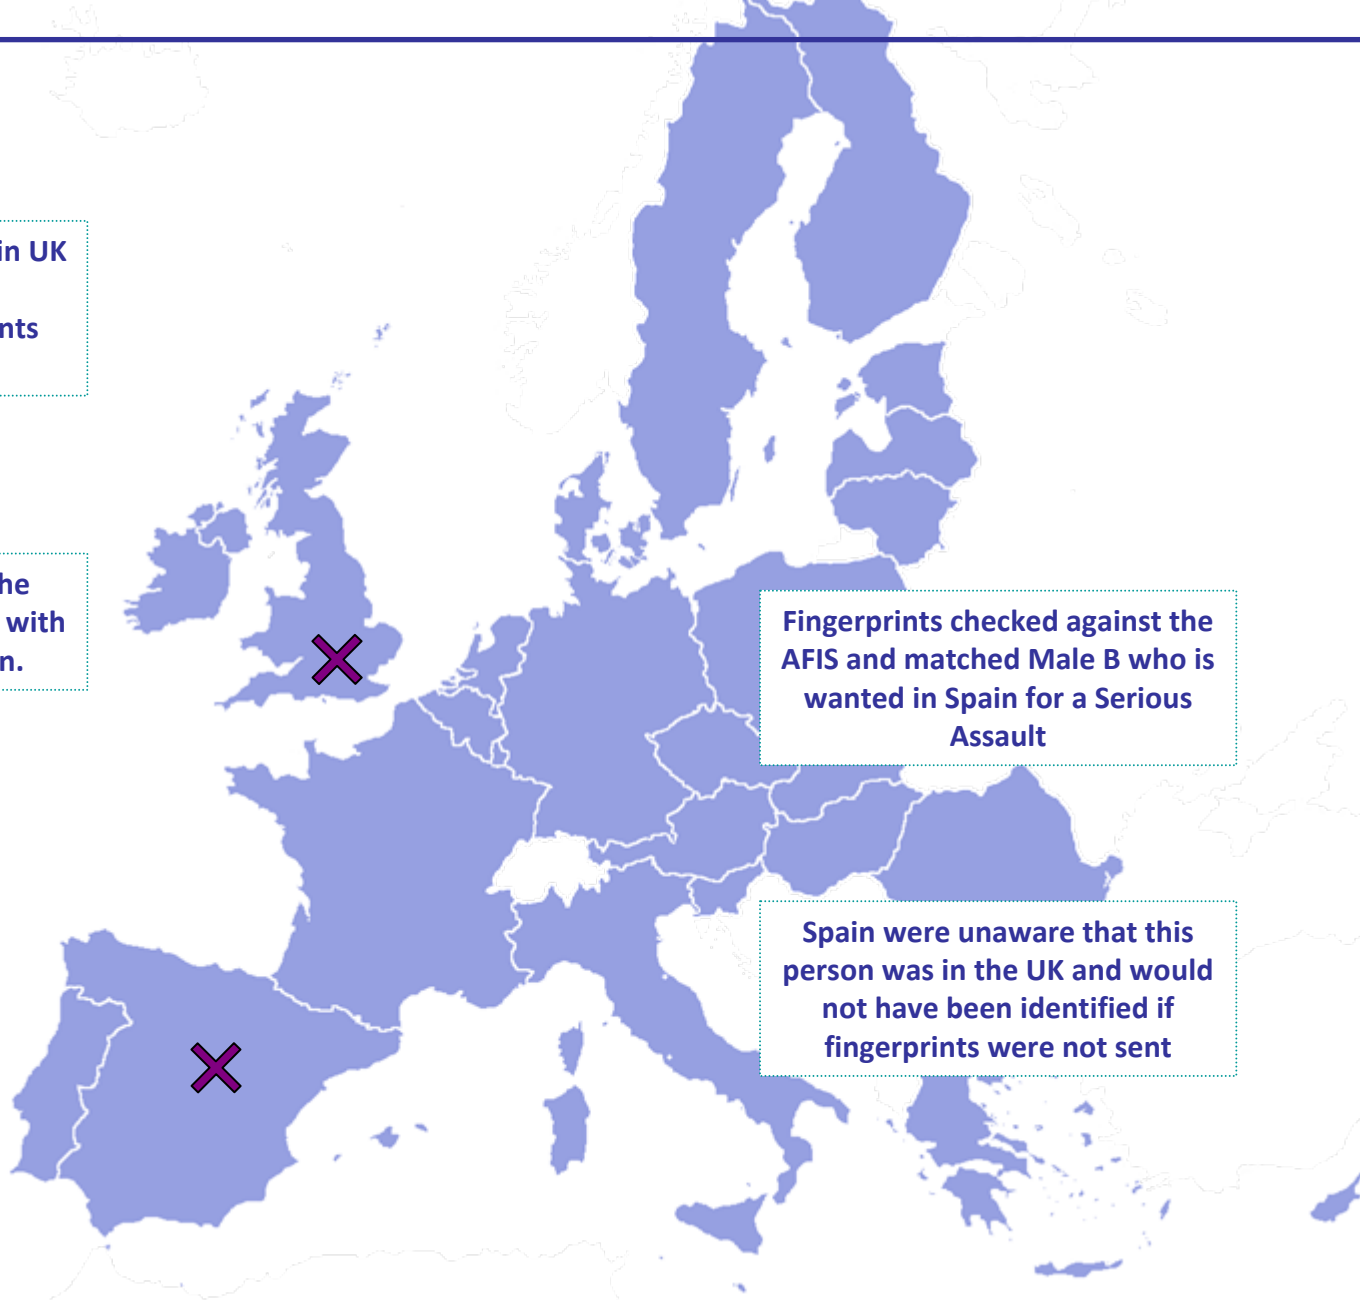 in UK
nts
he
with
n.
Fingerprints checked against the
AFIS and matched Male B who is
wanted in Spain for a Serious
Assault
Spain were unaware that this
person was in the UK and would
not have been identified if
fingerprints were not sent